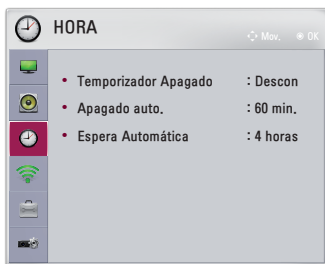 HORA
Mov. OK
Temporizador Apagado : Descon
Apagado auto. : 60 min.
Espera Automática : 4 horas